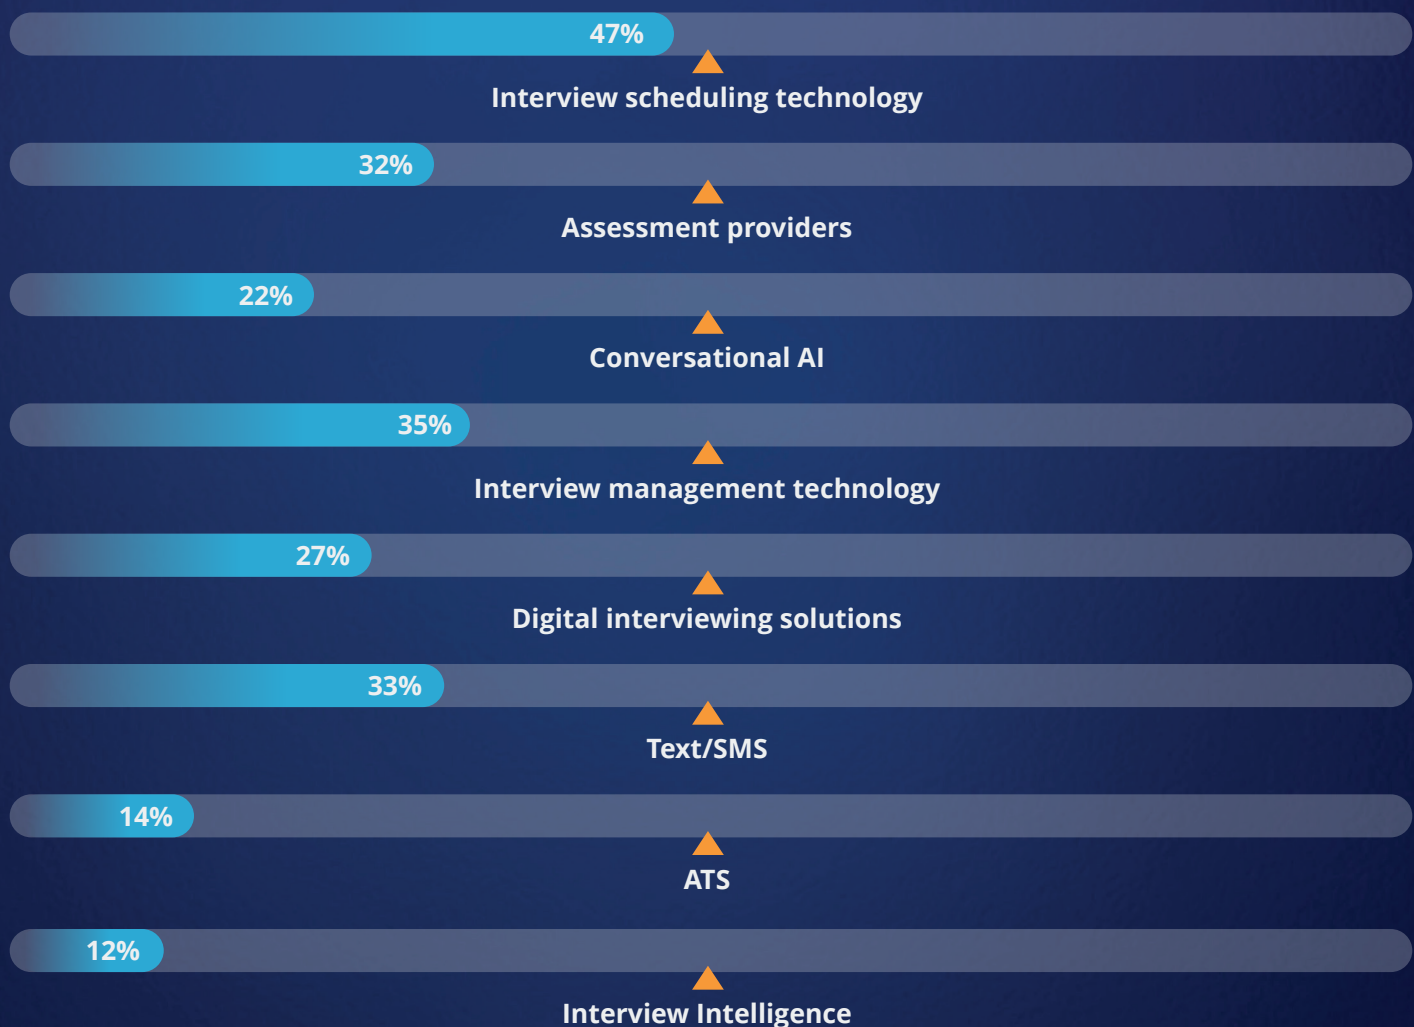 47%
Interview scheduling technology
32%
Assessment providers
22%
Conversational AI
35%
Interview management technology
27%
Digital interviewing solutions
33%
Text/SMS
14%
ATS
12%
Interview Intelligence